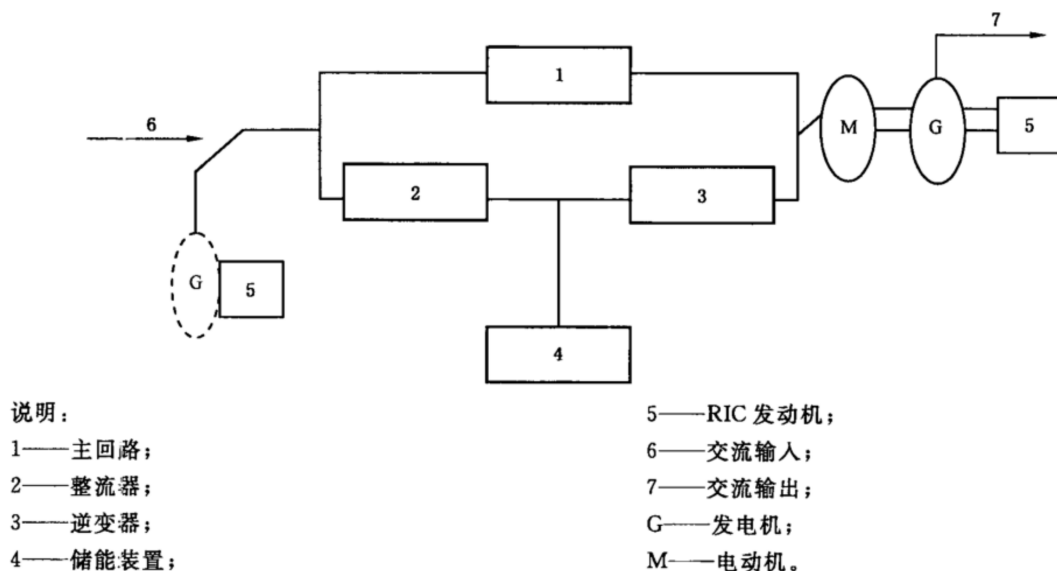 7
1
6
M
G
5
2
3
G
5
4
说明：
1——主回路；
2——整流器；
3——逆变器；
4——储能装置；
5——RIC 发动机；
6——交流输入；
7——交流输出；
G——发电机；
M——电动机。